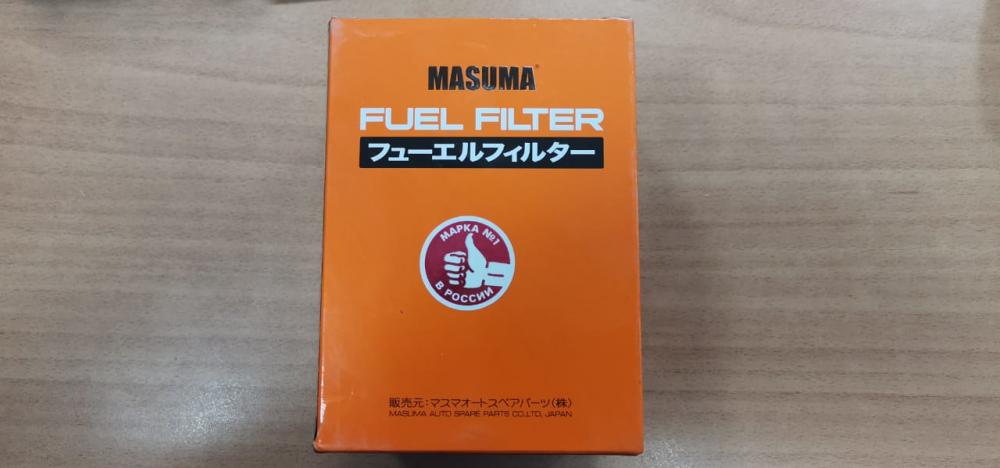 MASUMA®
FUEL FILTER
フューエルフィルター
МАРКА №1
В РОССИИ
販売元:マスマオートスペアパーツ(株)
MASUMA AUTO SPARE PARTS CO.,LTD, JAPAN